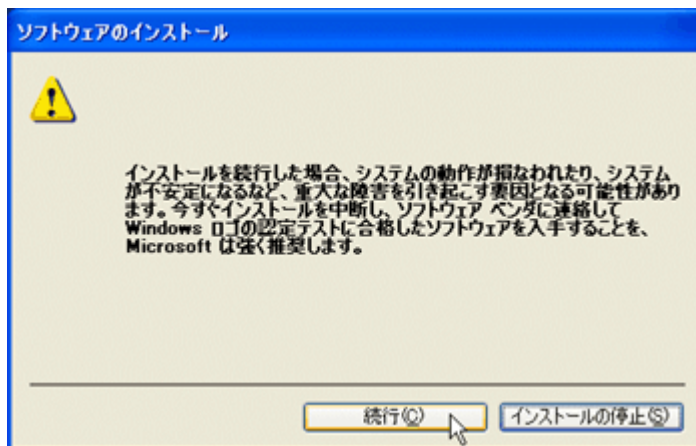 ソフトウェアのインストール
インストールを続行した場合、システムの動作が損なわれたり、システム
が不安定になるなど、重大な障害を引き起こす要因となる可能性があり
ます。今すぐインストールを中断し、ソフトウェア ベンダに連絡して
Windows ロゴの認定テストに合格したソフトウェアを入手することを、
Microsoft は強く推奨します。
続行(C)
インストールの停止(S)